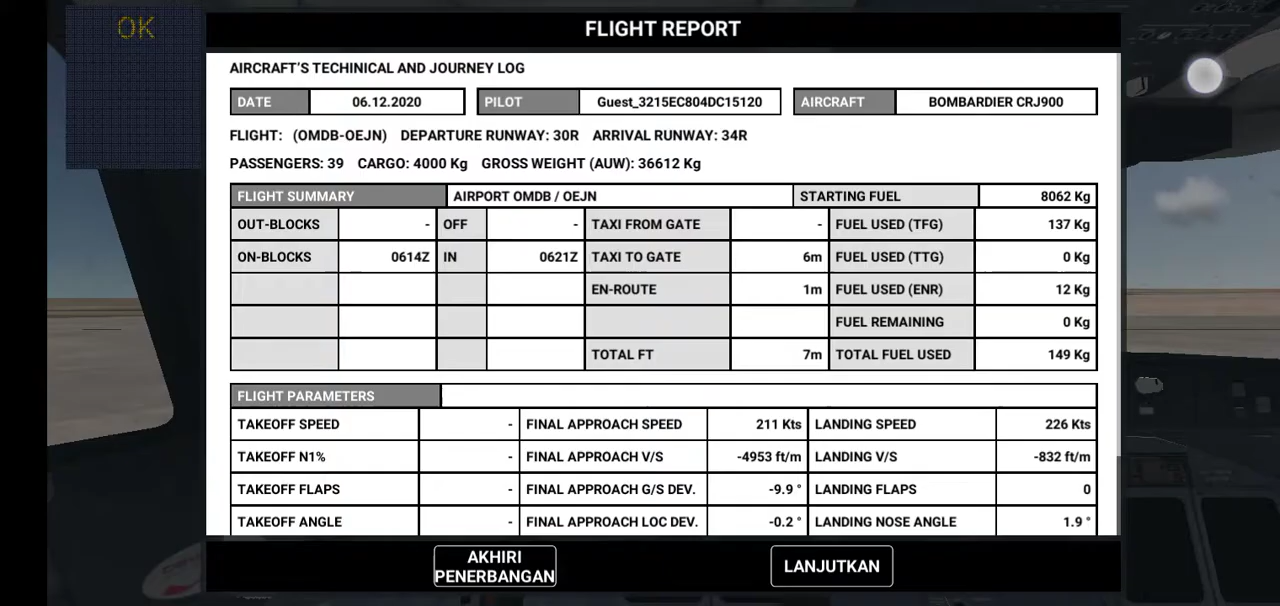 OK
FLIGHT REPORT
AIRCRAFT'S TECHINICAL AND JOURNEY LOG
DATE 06.12.2020 PILOT Guest_3215EC804DC15120 AIRCRAFT BOMBARDIER CRJ900
FLIGHT: (OMDB-OEJN) DEPARTURE RUNWAY: 30R ARRIVAL RUNWAY: 34R
PASSENGERS: 39 CARGO: 4000 Kg GROSS WEIGHT (AUW): 36612 Kg
FLIGHT SUMMARY AIRPORT OMDB / OEJN STARTING FUEL 8062 Kg
OUT-BLOCKS - OFF - TAXI FROM GATE - FUEL USED (TFG) 137 Kg
ON-BLOCKS 0614Z IN 0621Z TAXI TO GATE 6m FUEL USED (TTG) 0 Kg
EN-ROUTE 1m FUEL USED (ENR) 12 Kg
FUEL REMAINING 0 Kg
TOTAL FT 7m TOTAL FUEL USED 149 Kg
FLIGHT PARAMETERS
TAKEOFF SPEED - FINAL APPROACH SPEED 211 Kts LANDING SPEED 226 Kts
TAKEOFF N1% - FINAL APPROACH V/S -4953 ft/m LANDING V/S -832 ft/m
TAKEOFF FLAPS - FINAL APPROACH G/S DEV. -9.9 ° LANDING FLAPS 0
TAKEOFF ANGLE - FINAL APPROACH LOC DEV. -0.2 ° LANDING NOSE ANGLE 1.9 °
AKHIRI
PENERBANGAN
LANJUTKAN